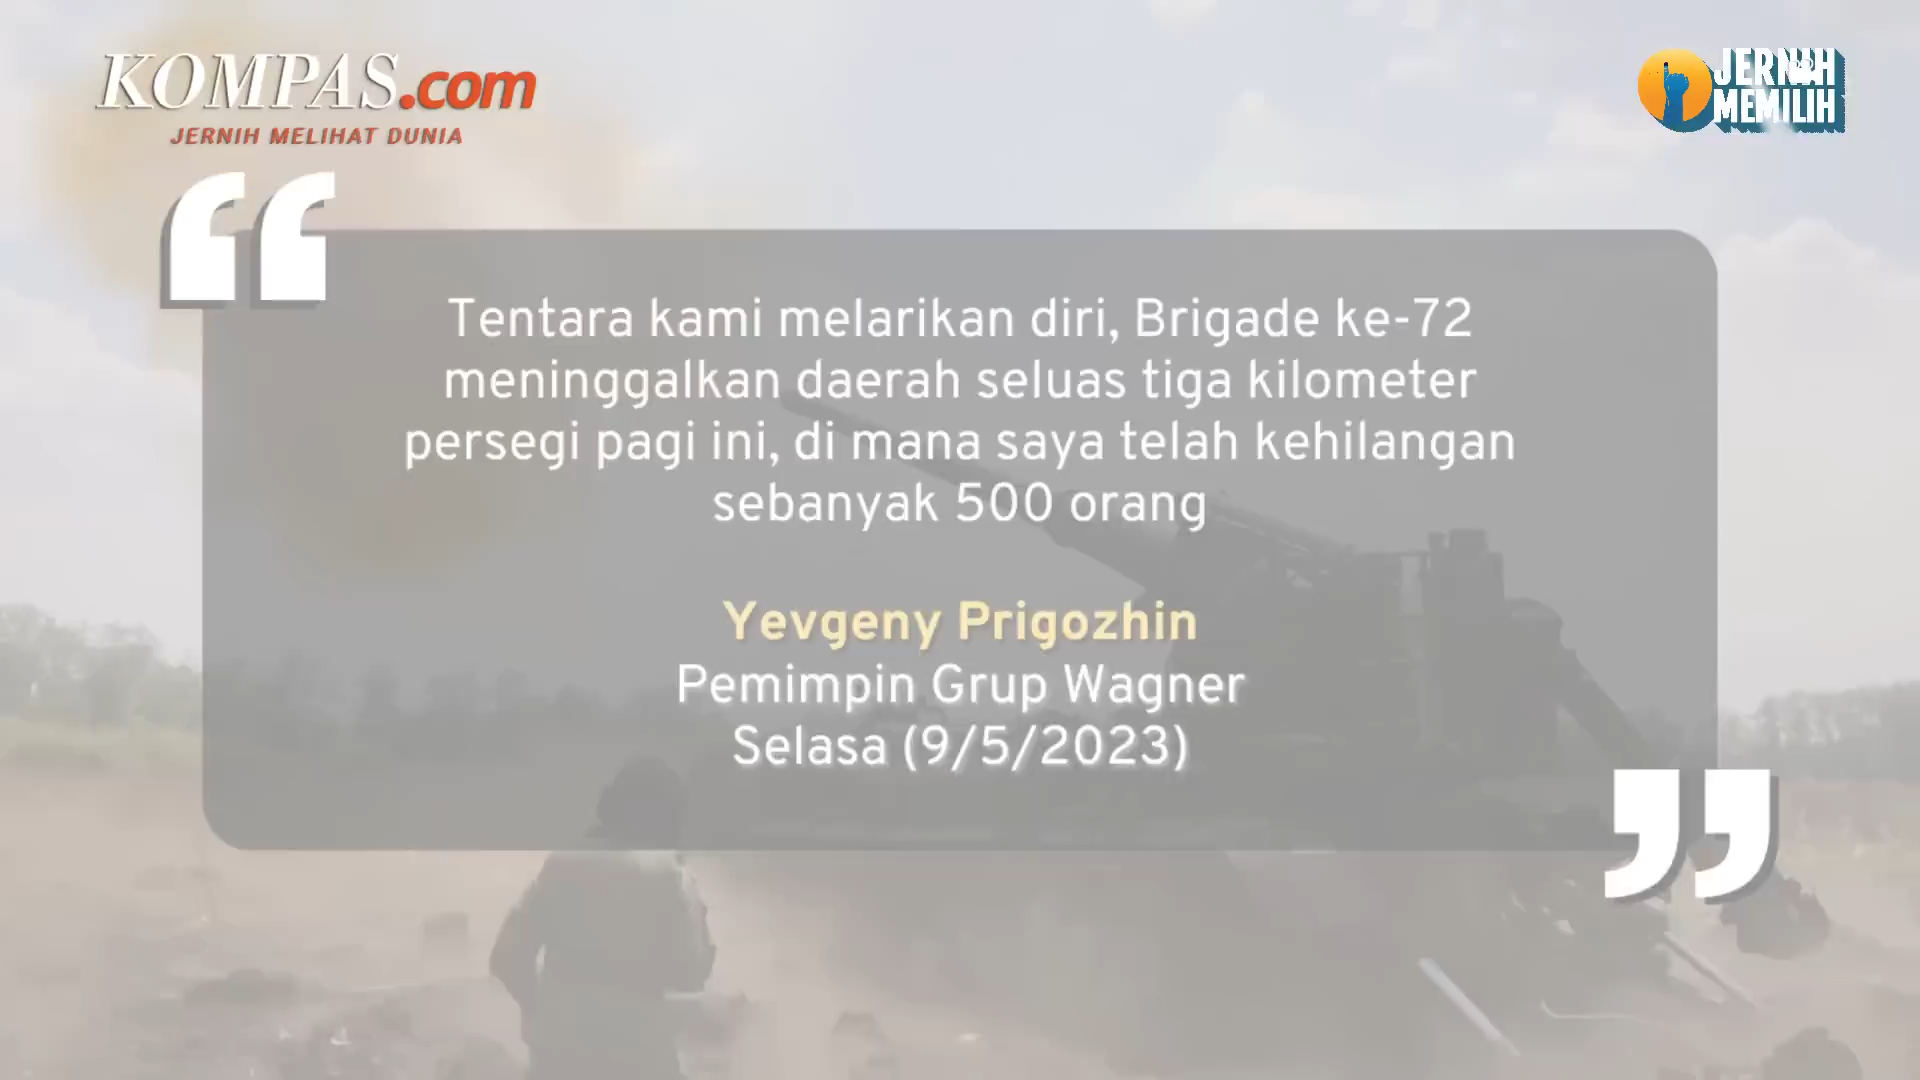 KOMPAS.com
JERNIH MELIHAT DUNIA
JERNIH
MEMILIH
“
Tentara kami melarikan diri, Brigade ke-72
meninggalkan daerah seluas tiga kilometer
persegi pagi ini, di mana saya telah kehilangan
sebanyak 500 orang
Yevgeny Prigozhin
Pemimpin Grup Wagner
Selasa (9/5/2023)
”